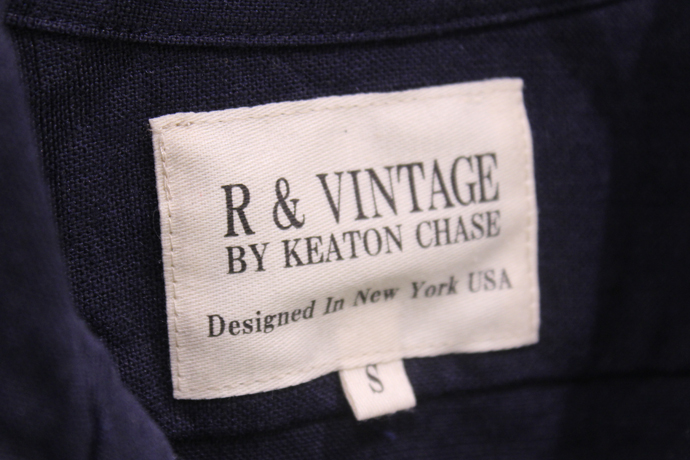 R & VINTAGE
BY KEATON CHASE
Designed In New York USA
S